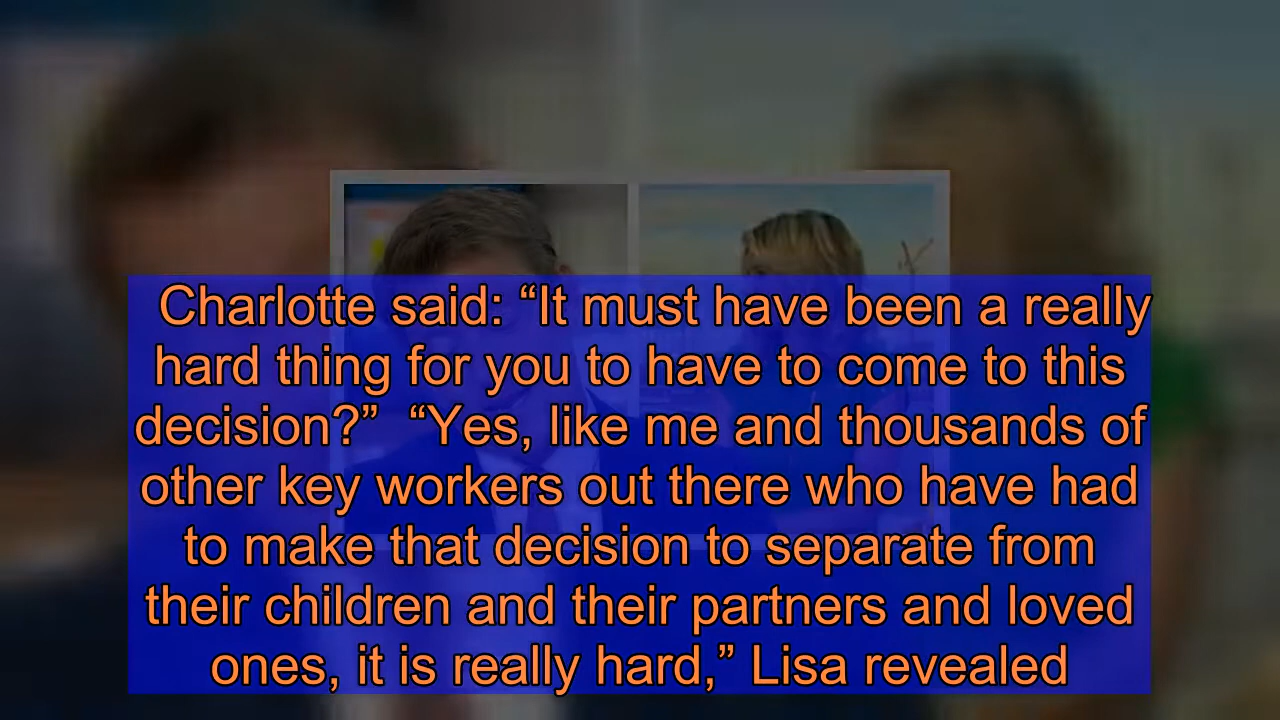 Charlotte said: “It must have been a really
hard thing for you to have to come to this
decision?”  “Yes, like me and thousands of
other key workers out there who have had
to make that decision to separate from
their children and their partners and loved
ones, it is really hard,” Lisa revealed